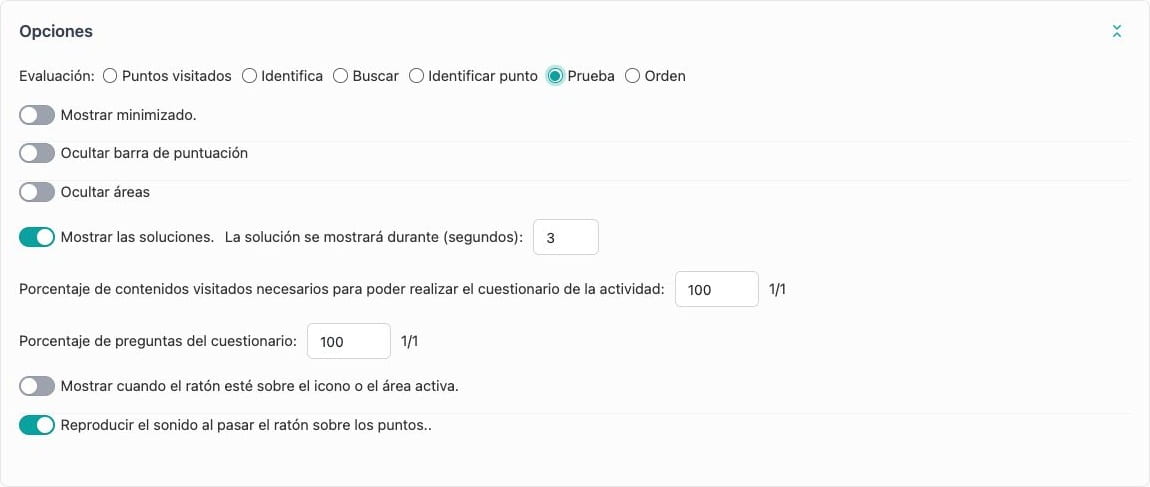 Opciones
Evaluación: Puntos visitados Identifica Buscar Identificar punto Prueba Orden
Mostrar minimizado.
Ocultar barra de puntuación
Ocultar áreas
Mostrar las soluciones. La solución se mostrará durante (segundos): 3
Porcentaje de contenidos visitados necesarios para poder realizar el cuestionario de la actividad: 100 1/1
Porcentaje de preguntas del cuestionario: 100 1/1
Mostrar cuando el ratón esté sobre el icono o el área activa.
Reproducir el sonido al pasar el ratón sobre los puntos..